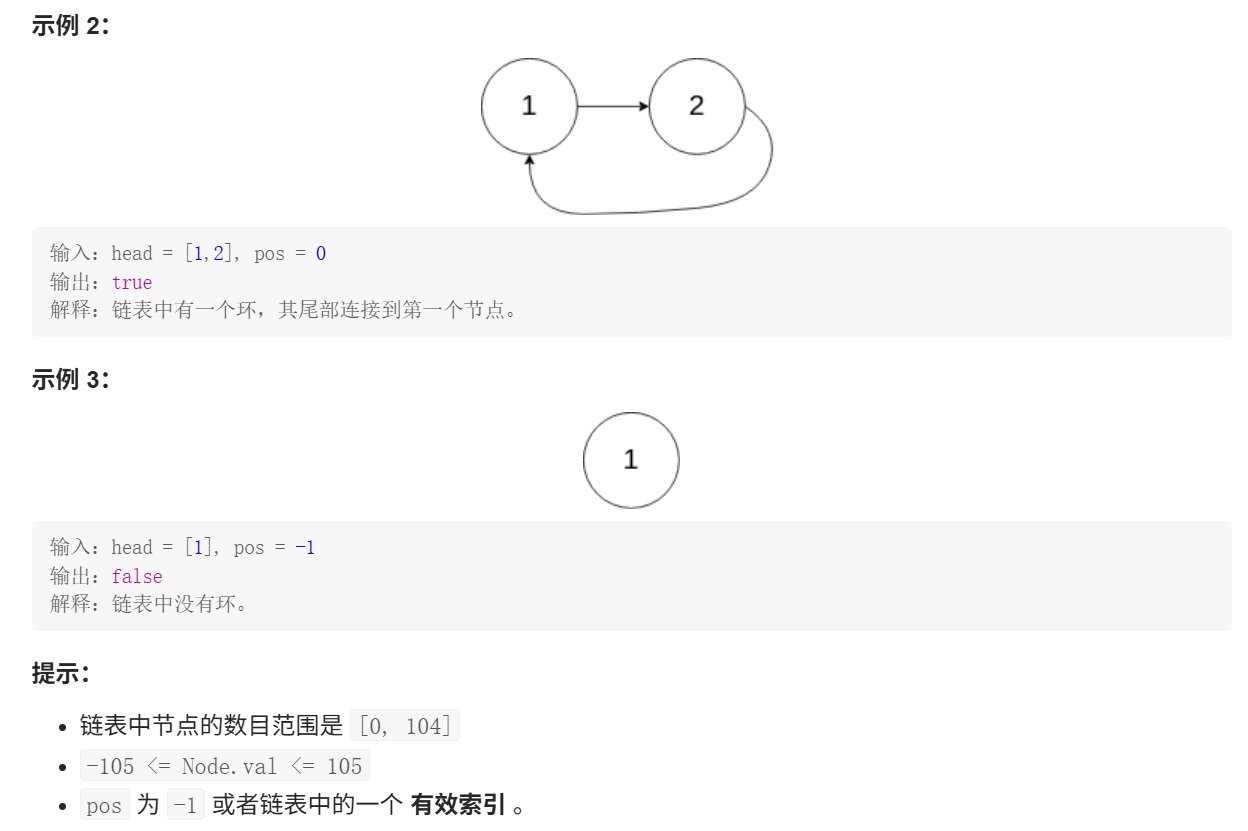 示例 2：
1
2
输入：head = [1,2], pos = 0
输出：true
解释：链表中有一个环，其尾部连接到第一个节点。
示例 3：
1
输入：head = [1], pos = -1
输出：false
解释：链表中没有环。
提示：
• 链表中节点的数目范围是 [0, 104]
• -105 <= Node.val <= 105
• pos 为 -1 或者链表中的一个 有效索引 。